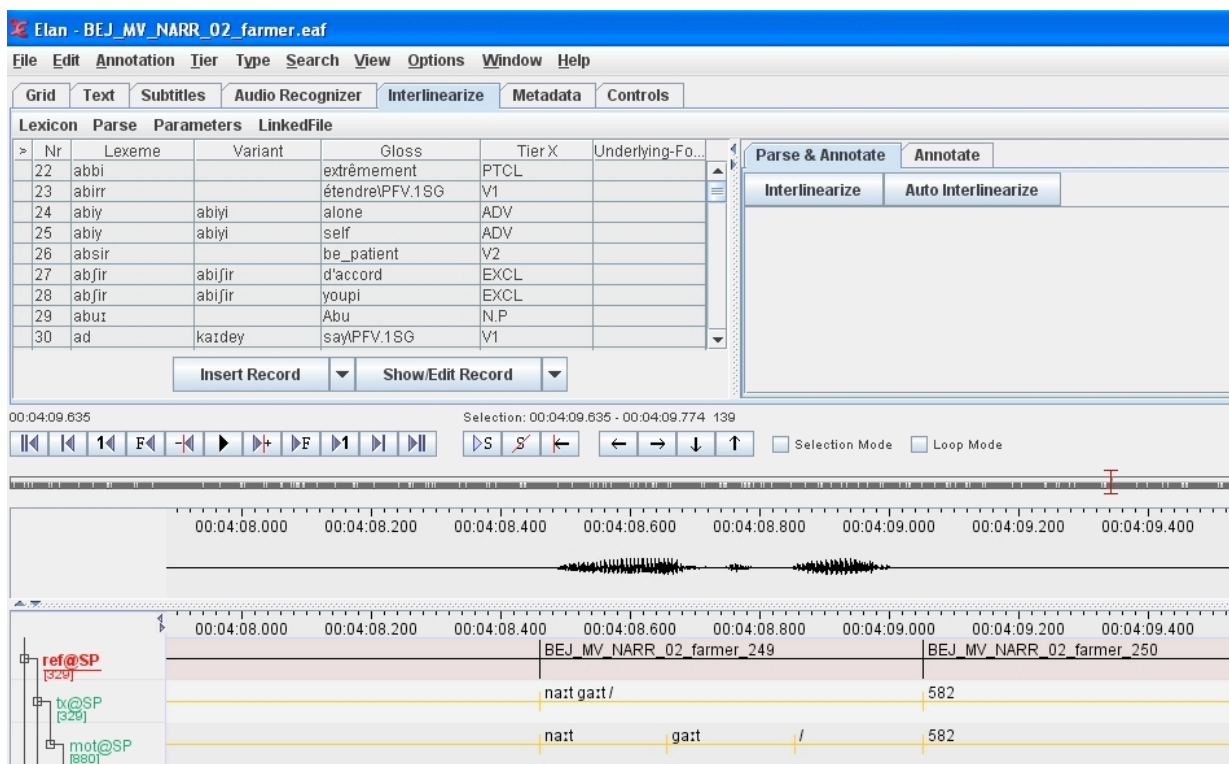 Elan - BEJ_MV_NARR_02_farmer.eaf
File Edit Annotation Tier Type Search View Options Window Help
Grid Text Subtitles Audio Recognizer Interlinearize Metadata Controls
Lexicon Parse Parameters LinkedFile
> Nr Lexeme Variant Gloss Tier X Underlying-Fo...
22 abbi extrêmement PTCL
23 abirr étendre\PFV.1SG V1
24 abiy abiyi alone ADV
25 abiy abiyi self ADV
26 absir be_patient V2
27 abʃir abiʃir d'accord EXCL
28 abʃir abiʃir youpi EXCL
29 abuɪ Abu N.P
30 ad kaɪdey say\PFV.1SG V1
Insert Record Show/Edit Record
Parse & Annotate Annotate
Interlinearize Auto Interlinearize
00:04:09.635 Selection: 00:04:09.635 - 00:04:09.774 139
1 F + F 1 S S Selection Mode Loop Mode
00:04:08.000 00:04:08.200 00:04:08.400 00:04:08.600 00:04:08.800 00:04:09.000 00:04:09.200 00:04:09.400
00:04:08.000 00:04:08.200 00:04:08.400 00:04:08.600 00:04:08.800 00:04:09.000 00:04:09.200 00:04:09.400
ref@SP BEJ_MV_NARR_02_farmer_249 BEJ_MV_NARR_02_farmer_250
[329]
tx@SP naɪt gaɪt / 582
[329]
mot@SP naɪt gaɪt / 582
[880]